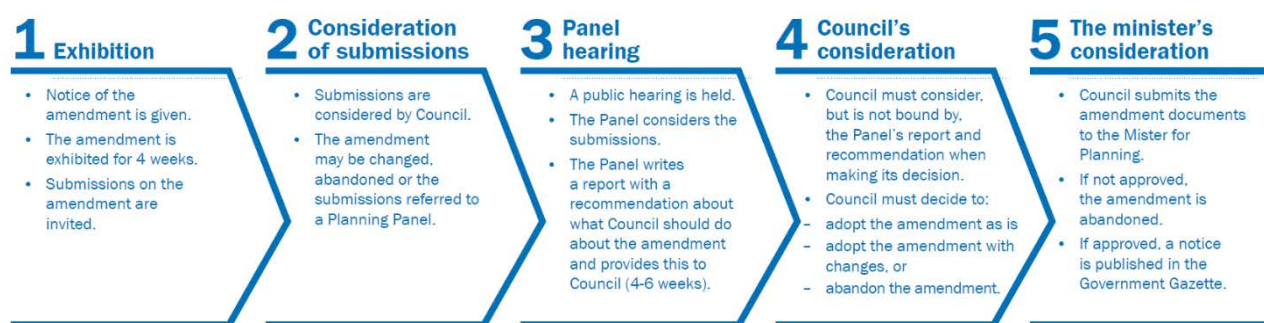 1 Exhibition
• Notice of the
amendment is given.
• The amendment is
exhibited for 4 weeks.
• Submissions on the
amendment are
invited.
2 Consideration
of submissions
• Submissions are
considered by Council.
• The amendment
may be changed,
abandoned or the
submissions referred to
a Planning Panel.
3 Panel
hearing
• A public hearing is held.
• The Panel considers the
submissions.
• The Panel writes
a report with a
recommendation about
what Council should do
about the amendment
and provides this to
Council (4-6 weeks).
4 Council's
consideration
• Council must consider,
but is not bound by,
the Panel's report and
recommendation when
making its decision.
• Council must decide to:
– adopt the amendment as is
– adopt the amendment with
changes, or
– abandon the amendment.
5 The minister's
consideration
• Council submits the
amendment documents
to the Mister for
Planning.
• If not approved,
the amendment is
abandoned.
• If approved, a notice
is published in the
Government Gazette.